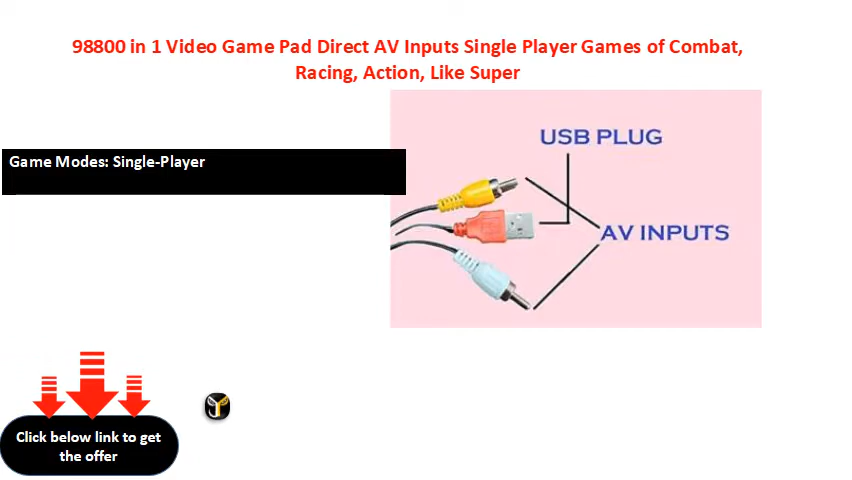 98800 in 1 Video Game Pad Direct AV Inputs Single Player Games of Combat,
Racing, Action, Like Super
USB PLUG
Game Modes: Single-Player
AV INPUTS
Click below link to get
the offer